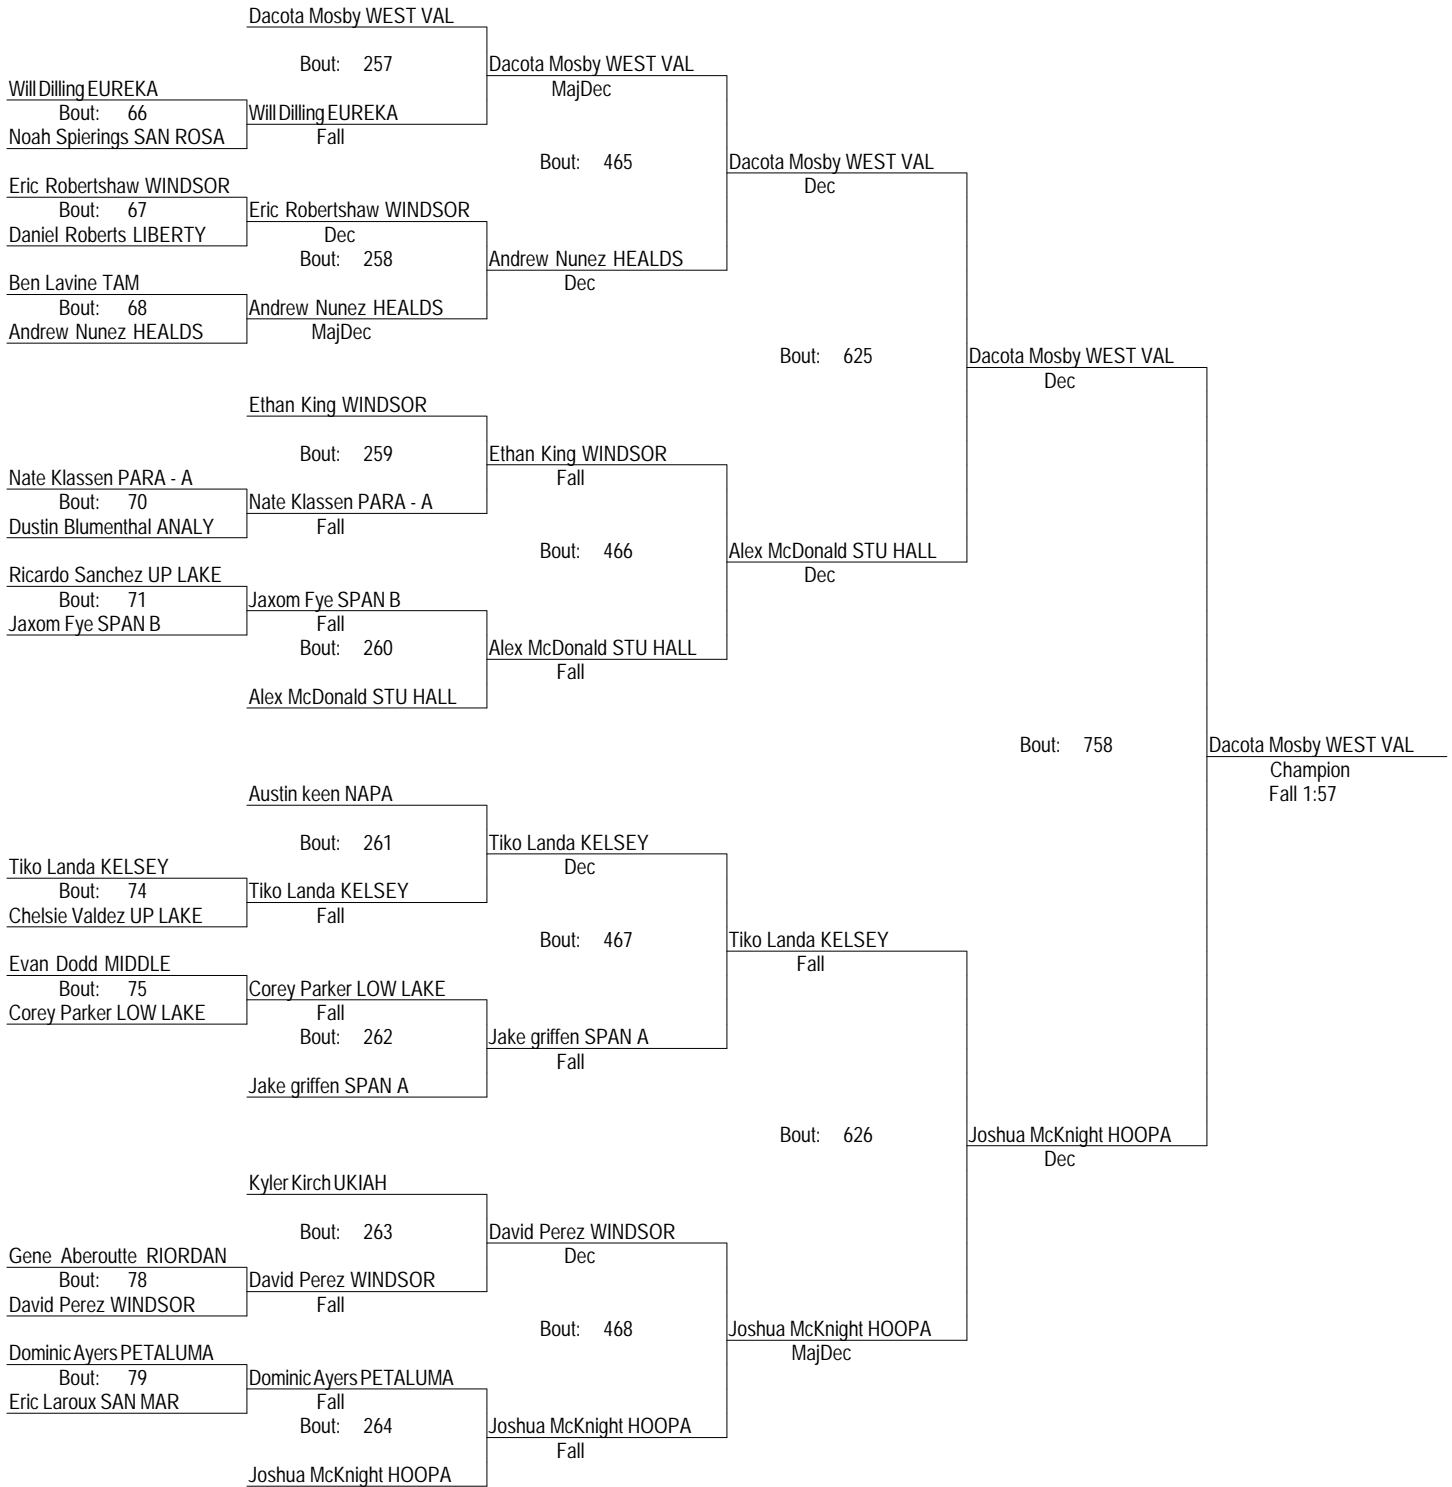 Dacota Mosby WEST VAL
Bout: 257
Dacota Mosby WEST VAL
MajDec
Will Dilling EUREKA
Bout: 66
Will Dilling EUREKA
Noah Spierings SAN ROSA
Fall
Bout: 465
Dacota Mosby WEST VAL
Dec
Eric Robertshaw WINDSOR
Bout: 67
Eric Robertshaw WINDSOR
Daniel Roberts LIBERTY
Dec
Bout: 258
Andrew Nunez HEALDS
Dec
Ben Lavine TAM
Bout: 68
Andrew Nunez HEALDS
Andrew Nunez HEALDS
MajDec
Bout: 625
Dacota Mosby WEST VAL
Dec
Ethan King WINDSOR
Bout: 259
Ethan King WINDSOR
Fall
Nate Klassen PARA - A
Bout: 70
Nate Klassen PARA - A
Dustin Blumenthal ANALY
Fall
Bout: 466
Alex McDonald STU HALL
Dec
Ricardo Sanchez UP LAKE
Bout: 71
Jaxom Fye SPAN B
Jaxom Fye SPAN B
Fall
Bout: 260
Alex McDonald STU HALL
Fall
Alex McDonald STU HALL
Bout: 758
Dacota Mosby WEST VAL
Champion
Fall 1:57
Austin keen NAPA
Bout: 261
Tiko Landa KELSEY
Dec
Tiko Landa KELSEY
Bout: 74
Tiko Landa KELSEY
Chelsie Valdez UP LAKE
Fall
Bout: 467
Tiko Landa KELSEY
Fall
Evan Dodd MIDDLE
Bout: 75
Corey Parker LOW LAKE
Corey Parker LOW LAKE
Fall
Bout: 262
Jake griffen SPAN A
Fall
Jake griffen SPAN A
Bout: 626
Joshua McKnight HOOPA
Dec
Kyler Kirch UKIAH
Bout: 263
David Perez WINDSOR
Dec
Gene Aberoutte RIORDAN
Bout: 78
David Perez WINDSOR
David Perez WINDSOR
Fall
Bout: 468
Joshua McKnight HOOPA
MajDec
Dominic Ayers PETALUMA
Bout: 79
Dominic Ayers PETALUMA
Eric Laroux SAN MAR
Fall
Bout: 264
Joshua McKnight HOOPA
Fall
Joshua McKnight HOOPA